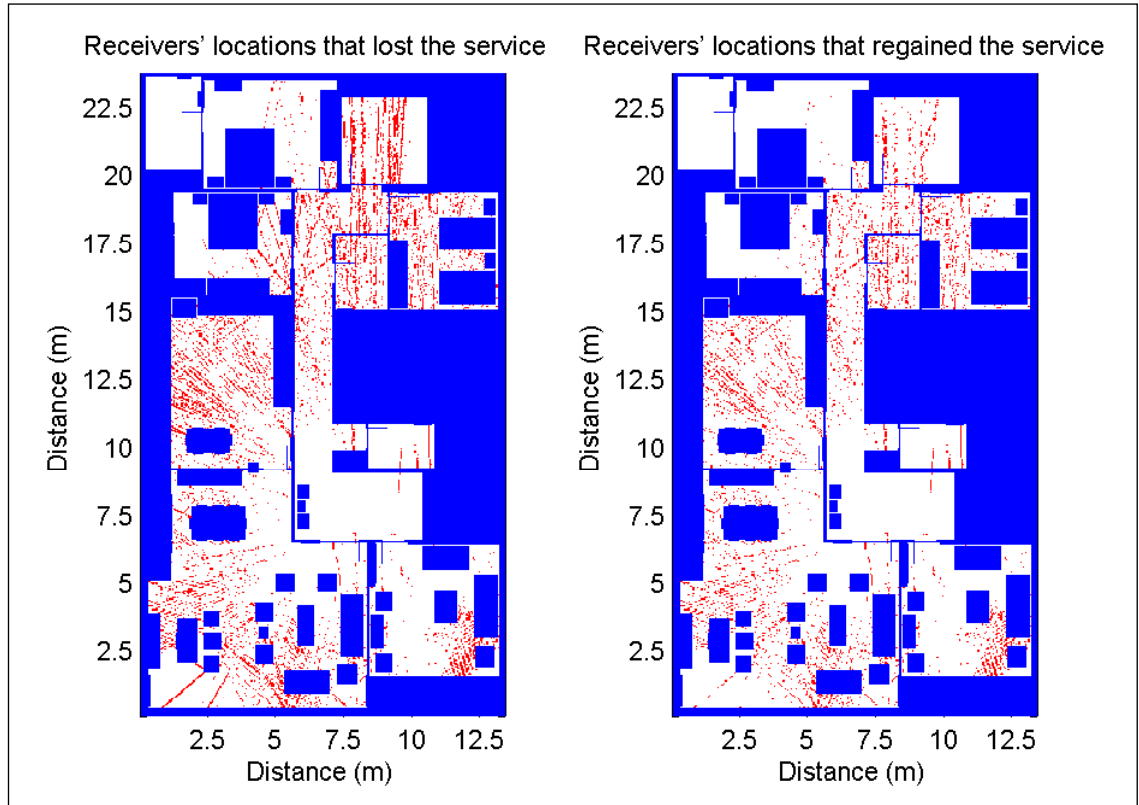 Receivers' locations that lost the service
22.5
20
17.5
15
12.5
10
7.5
5
2.5
Distance (m)
2.5 5 7.5 10 12.5
Distance (m)
Receivers' locations that regained the service
22.5
20
17.5
15
12.5
10
7.5
5
2.5
Distance (m)
2.5 5 7.5 10 12.5
Distance (m)